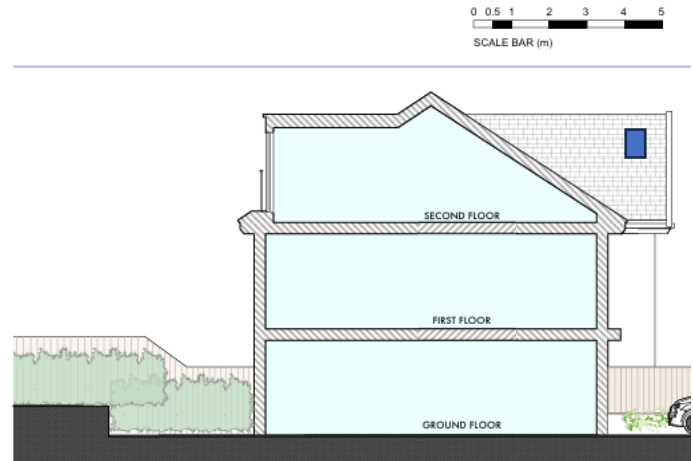 0 0.5 1 2 3 4 5
SCALE BAR (m)
SECOND FLOOR
FIRST FLOOR
GROUND FLOOR